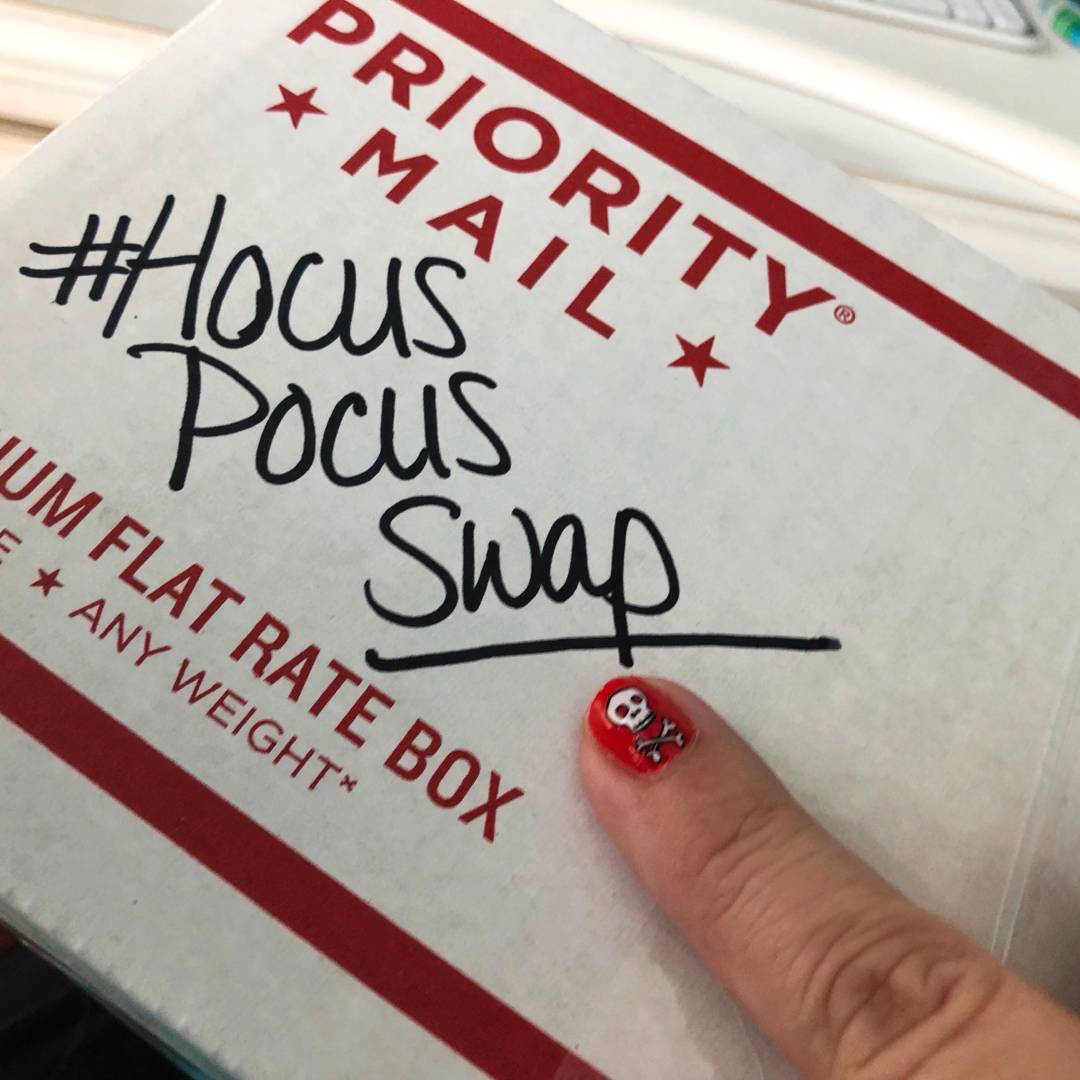 PRIORITY®
★ MAIL ★
#Hocus
Pocus
Swap
FLAT RATE BOX
★ ANY WEIGHT*